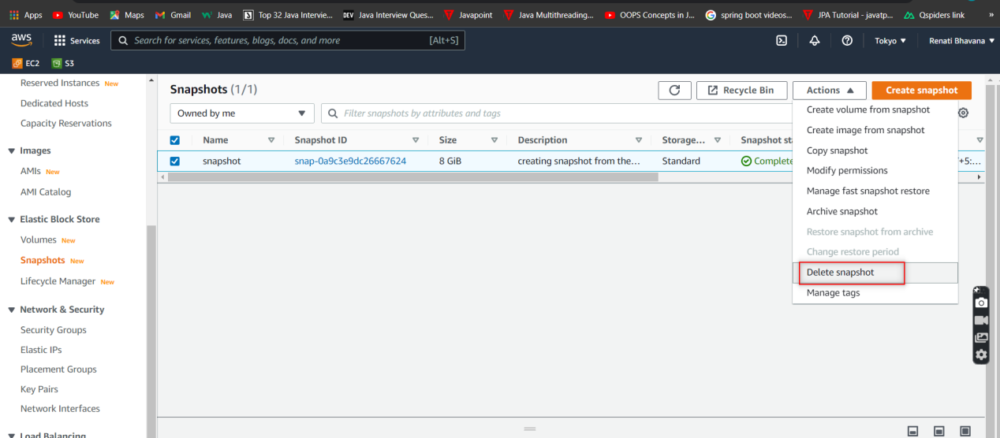 Apps YouTube Maps Gmail Java Top 32 Java Intervie... DEV Java Interview Ques... Javapoint Java Multithreading... OOPS Concepts in J... spring boot videos... JPA Tutorial - javatp... Qspiders link »
aws Services Search for services, features, blogs, docs, and more [Alt+S] Tokyo Renati Bhavana
EC2 S3
Reserved Instances New
Dedicated Hosts
Capacity Reservations
Images
AMIs New
AMI Catalog
Elastic Block Store
Volumes New
Snapshots New
Lifecycle Manager New
Network & Security
Security Groups
Elastic IPs
Placement Groups
Key Pairs
Network Interfaces
Load Balancing
Snapshots (1/1)
Recycle Bin Actions Create snapshot
Owned by me Filter snapshots by attributes and tags
Name Snapshot ID Size Description Storage... Snapshot sta
snapshot snap-0a9c3e9dc26667624 8 GiB creating snapshot from the... Standard Complete T+5:...
Create volume from snapshot
Create image from snapshot
Copy snapshot
Modify permissions
Manage fast snapshot restore
Archive snapshot
Restore snapshot from archive
Change restore period
Delete snapshot
Manage tags